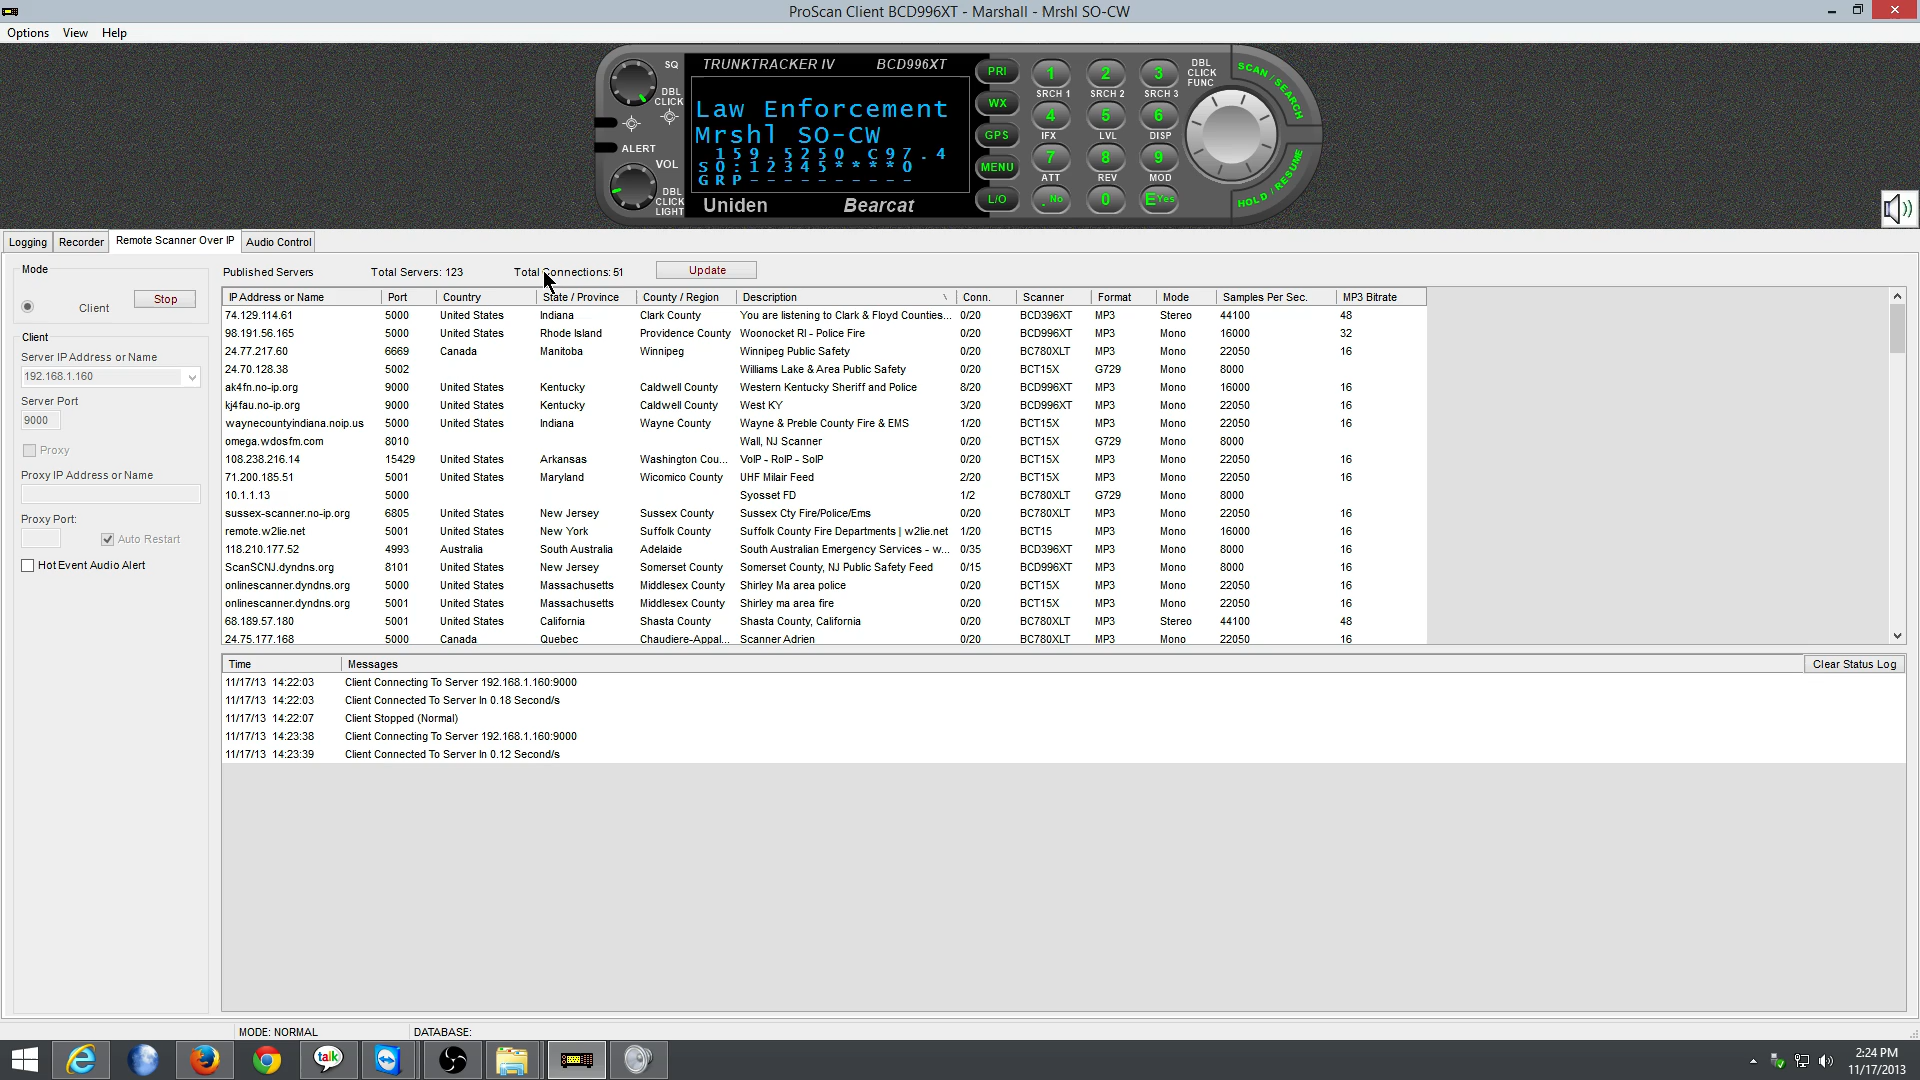 ProScan Client BCD996XT - Marshall - Mrshl SO-CW
Options View Help
TRUNKTRACKER IV BCD996XT
SQ
DBL CLICK
ALERT
VOL
DBL CLICK LIGHT
Law Enforcement
Mrshl SO-CW
159.5250 C97.4
S0:12345****0
GRP----------
Uniden Bearcat
PRI
WX
GPS
MENU
L/O
1 2 3
SRCH 1 SRCH 2 SRCH 3
4 5 6
IFX LVL DISP
7 8 9
ATT REV MOD
. No 0 E Yes
DBL CLICK FUNC
SCAN / SEARCH
HOLD / RESUME
Logging Recorder Remote Scanner Over IP Audio Control
Mode
Client Stop
Client
Server IP Address or Name
192.168.1.160
Server Port
9000
Proxy
Proxy IP Address or Name
Proxy Port:
Auto Restart
Hot Event Audio Alert
Published Servers Total Servers: 123 Total Connections: 51 Update
IP Address or Name Port Country State / Province County / Region Description Conn. Scanner Format Mode Samples Per Sec. MP3 Bitrate
74.129.114.61 5000 United States Indiana Clark County You are listening to Clark & Floyd Counties... 0/20 BCD396XT MP3 Stereo 44100 48
98.191.56.165 5000 United States Rhode Island Providence County Woonocket RI - Police Fire 0/20 BCD996XT MP3 Mono 16000 32
24.77.217.60 6669 Canada Manitoba Winnipeg Winnipeg Public Safety 0/20 BC780XLT MP3 Mono 22050 16
24.70.128.38 5002 Williams Lake & Area Public Safety 0/20 BCT15X G729 Mono 8000
ak4fn.no-ip.org 9000 United States Kentucky Caldwell County Western Kentucky Sheriff and Police 8/20 BCD996XT MP3 Mono 16000 16
kj4fau.no-ip.org 9000 United States Kentucky Caldwell County West KY 3/20 BCD996XT MP3 Mono 22050 16
waynecountyindiana.noip.us 5000 United States Indiana Wayne County Wayne & Preble County Fire & EMS 1/20 BCT15X MP3 Mono 22050 16
omega.wdosfm.com 8010 Wall, NJ Scanner 0/20 BCT15X G729 Mono 8000
108.238.216.14 15429 United States Arkansas Washington Cou... VoIP - RoIP - SoIP 0/20 BCT15X MP3 Mono 22050 16
71.200.185.51 5001 United States Maryland Wicomico County UHF Milair Feed 2/20 BCT15X MP3 Mono 22050 16
10.1.1.13 5000 Syosset FD 1/2 BC780XLT G729 Mono 8000
sussex-scanner.no-ip.org 6805 United States New Jersey Sussex County Sussex Cty Fire/Police/Ems 0/20 BC780XLT MP3 Mono 22050 16
remote.w2lie.net 5001 United States New York Suffolk County Suffolk County Fire Departments | w2lie.net 1/20 BCT15 MP3 Mono 16000 16
118.210.177.52 4993 Australia South Australia Adelaide South Australian Emergency Services - w... 0/35 BCD396XT MP3 Mono 8000 16
ScanSCNJ.dyndns.org 8101 United States New Jersey Somerset County Somerset County, NJ Public Safety Feed 0/15 BCD996XT MP3 Mono 8000 16
onlinescanner.dyndns.org 5000 United States Massachusetts Middlesex County Shirley Ma area police 0/20 BCT15X MP3 Mono 22050 16
onlinescanner.dyndns.org 5001 United States Massachusetts Middlesex County Shirley ma area fire 0/20 BCT15X MP3 Mono 22050 16
68.189.57.180 5001 United States California Shasta County Shasta County, California 0/20 BC780XLT MP3 Stereo 44100 48
24.75.177.168 5000 Canada Quebec Chaudiere-Appal... Scanner Adrien 0/20 BC780XLT MP3 Mono 22050 16
Time Messages Clear Status Log
11/17/13 14:22:03 Client Connecting To Server 192.168.1.160:9000
11/17/13 14:22:03 Client Connected To Server In 0.18 Second/s
11/17/13 14:22:07 Client Stopped (Normal)
11/17/13 14:23:38 Client Connecting To Server 192.168.1.160:9000
11/17/13 14:23:39 Client Connected To Server In 0.12 Second/s
MODE: NORMAL DATABASE:
talk
2:24 PM
11/17/2013